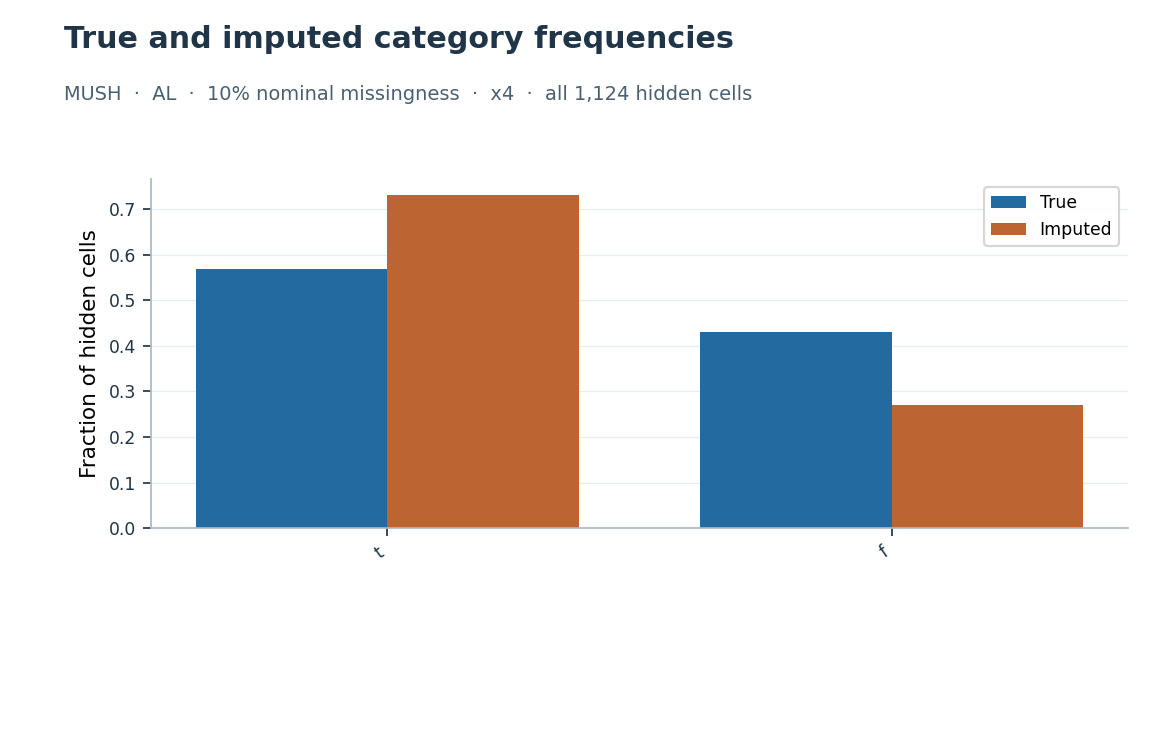 True and imputed category frequencies
MUSH · AL · 10% nominal missingness · x4 · all 1,124 hidden cells
True
Imputed
Fraction of hidden cells
0.7
0.6
0.5
0.4
0.3
0.2
0.1
0.0
t
f